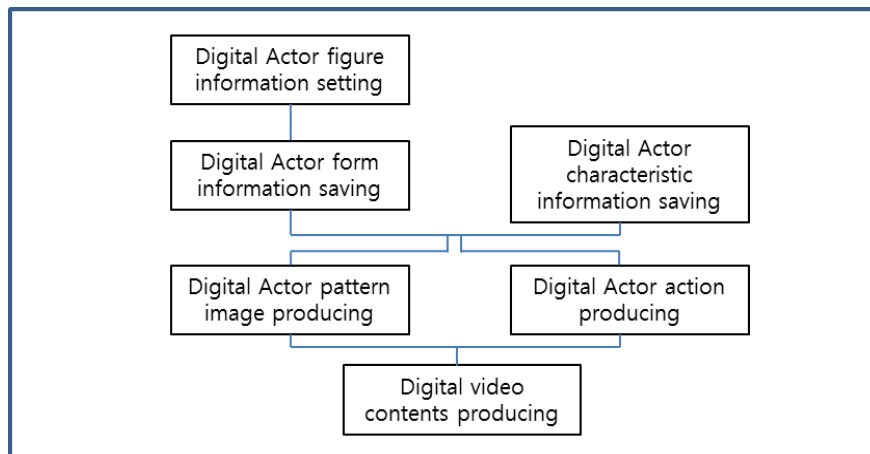 Digital Actor figure
information setting
Digital Actor form
information saving
Digital Actor
characteristic
information saving
Digital Actor pattern
image producing
Digital Actor action
producing
Digital video
contents producing